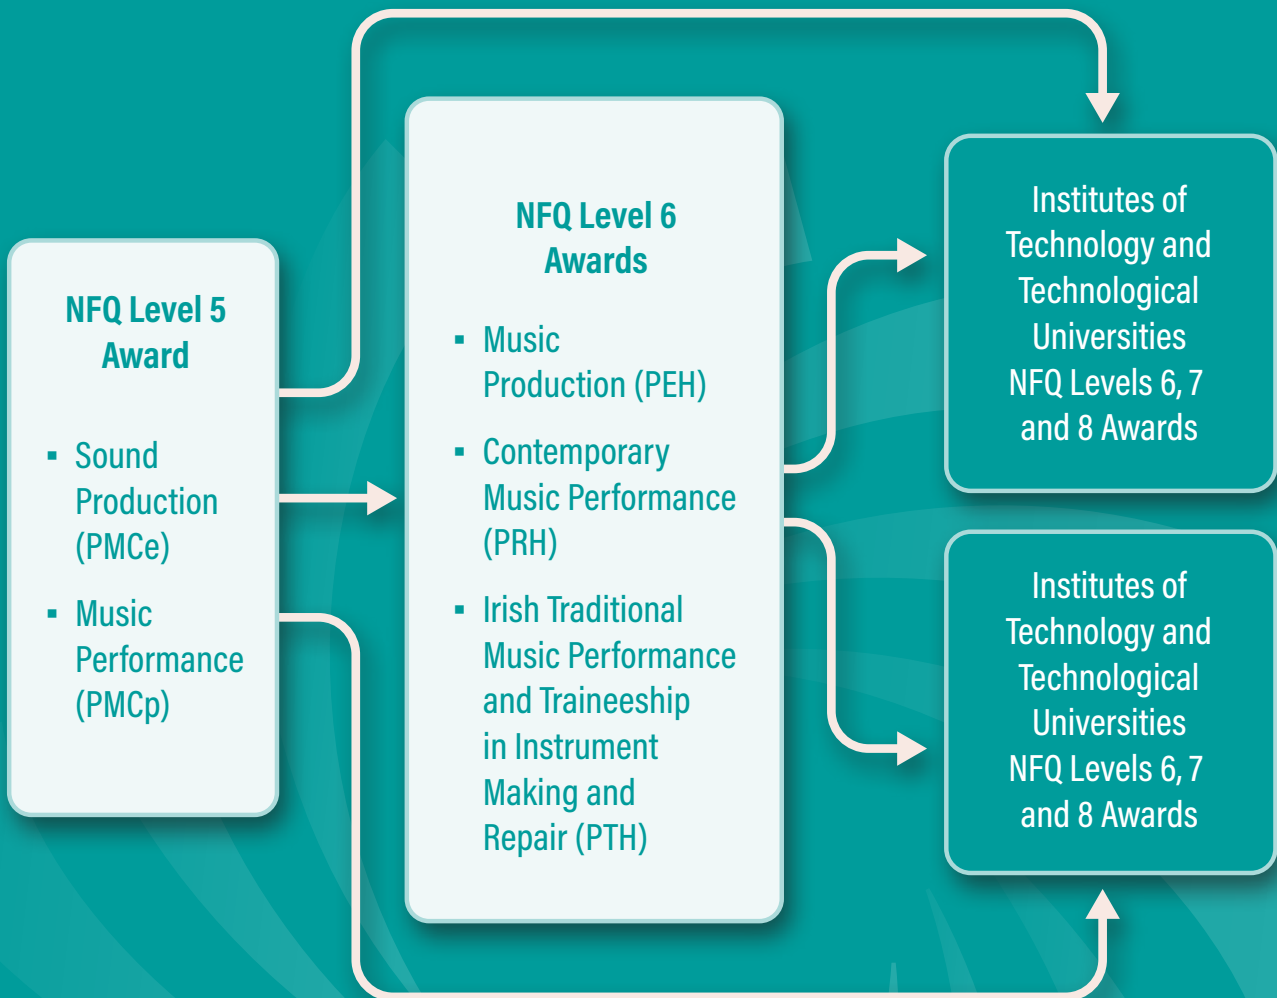 NFQ Level 5
Award
▪ Sound
Production
(PMCe)
▪ Music
Performance
(PMCp)
NFQ Level 6
Awards
▪ Music
Production (PEH)
▪ Contemporary
Music Performance
(PRH)
▪ Irish Traditional
Music Performance
and Traineeship
in Instrument
Making and
Repair (PTH)
Institutes of
Technology and
Technological
Universities
NFQ Levels 6, 7
and 8 Awards
Institutes of
Technology and
Technological
Universities
NFQ Levels 6, 7
and 8 Awards